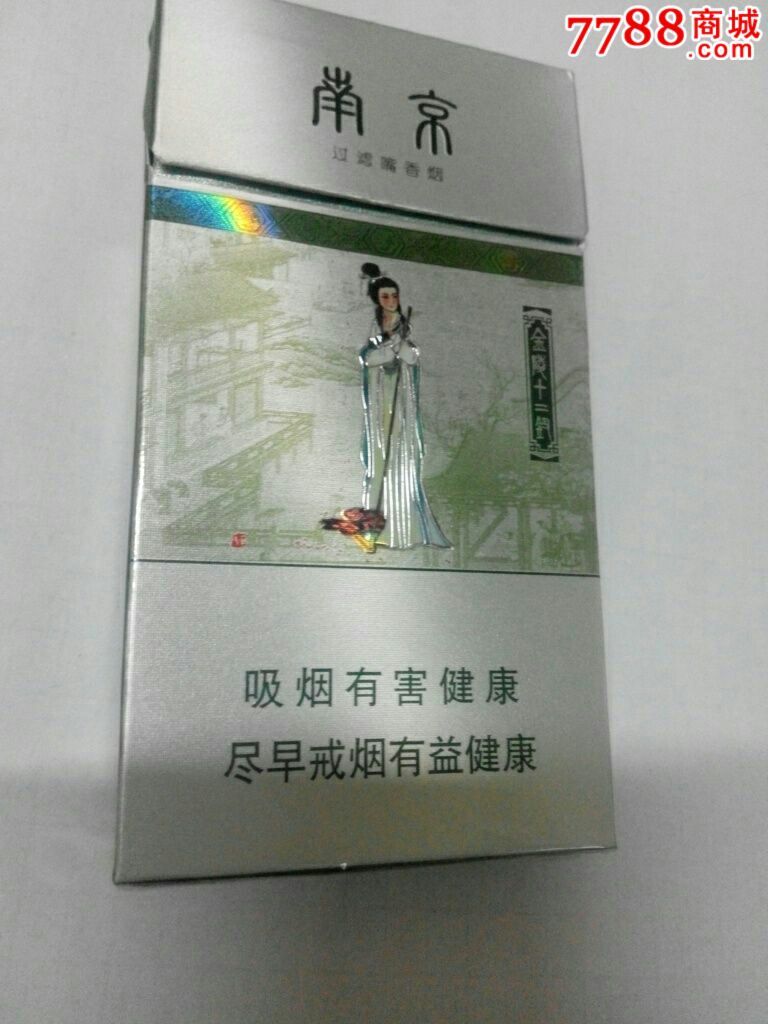 7788商城
.com
南京
过滤嘴香烟
金陵十二钗
吸烟有害健康
尽早戒烟有益健康